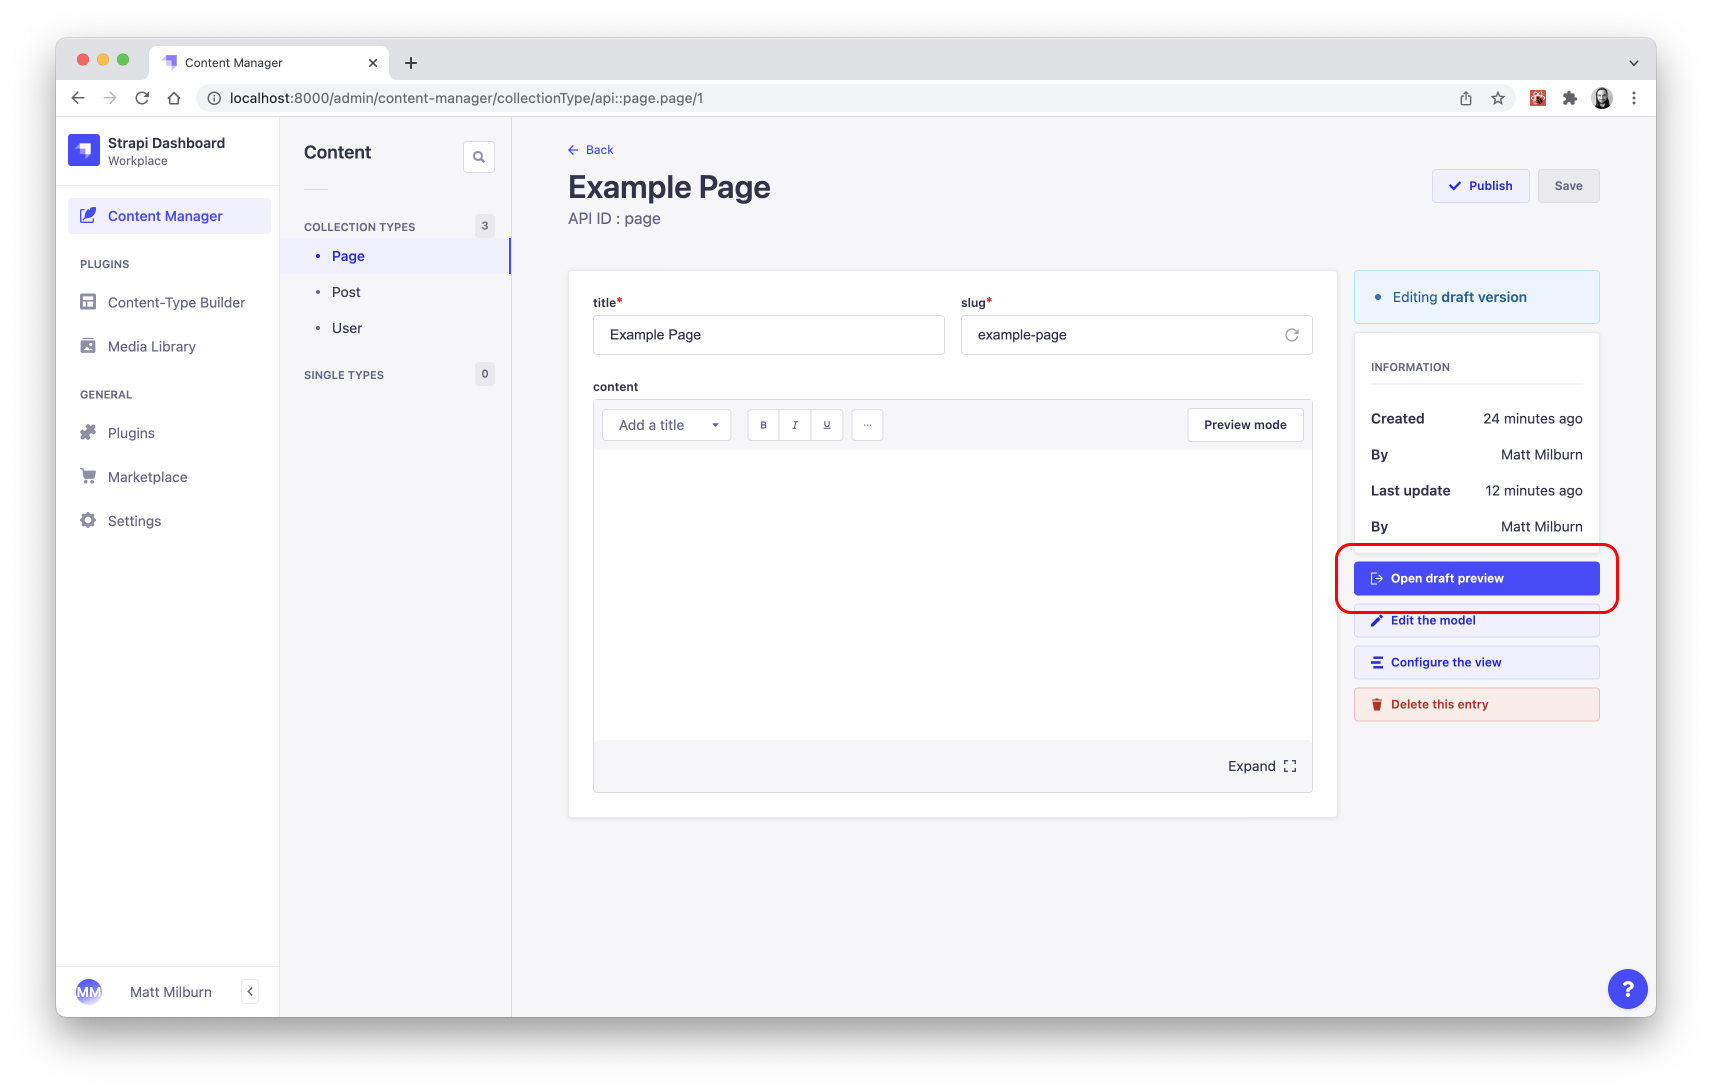 Content Manager
localhost:8000/admin/content-manager/collectionType/api::page.page/1
Strapi Dashboard
Workplace
Content Manager
PLUGINS
Content-Type Builder
Media Library
GENERAL
Plugins
Marketplace
Settings
MM
Matt Milburn
Content
COLLECTION TYPES 3
Page
Post
User
SINGLE TYPES 0
Back
Example Page
API ID : page
Publish
Save
title*
Example Page
slug*
example-page
content
Add a title
B I U ...
Preview mode
Expand
Editing draft version
INFORMATION
Created 24 minutes ago
By Matt Milburn
Last update 12 minutes ago
By Matt Milburn
Open draft preview
Edit the model
Configure the view
Delete this entry
?